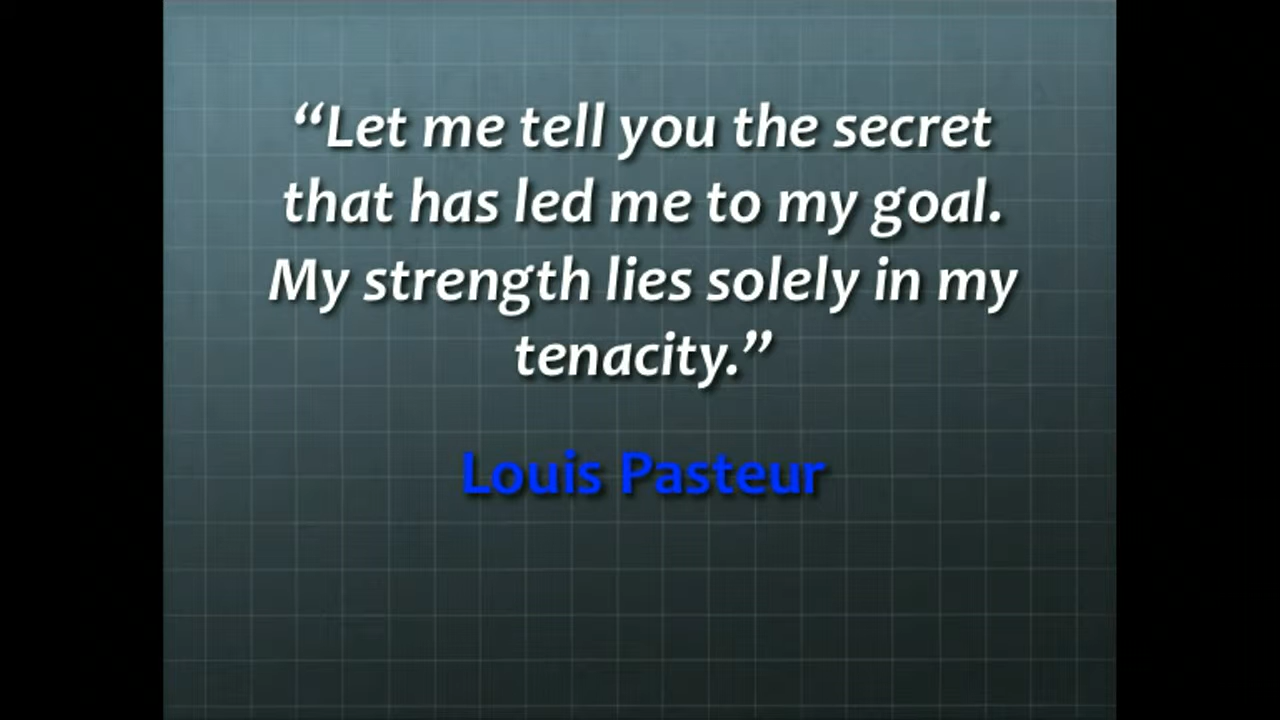 “Let me tell you the secret
that has led me to my goal.
My strength lies solely in my
tenacity.”
Louis Pasteur